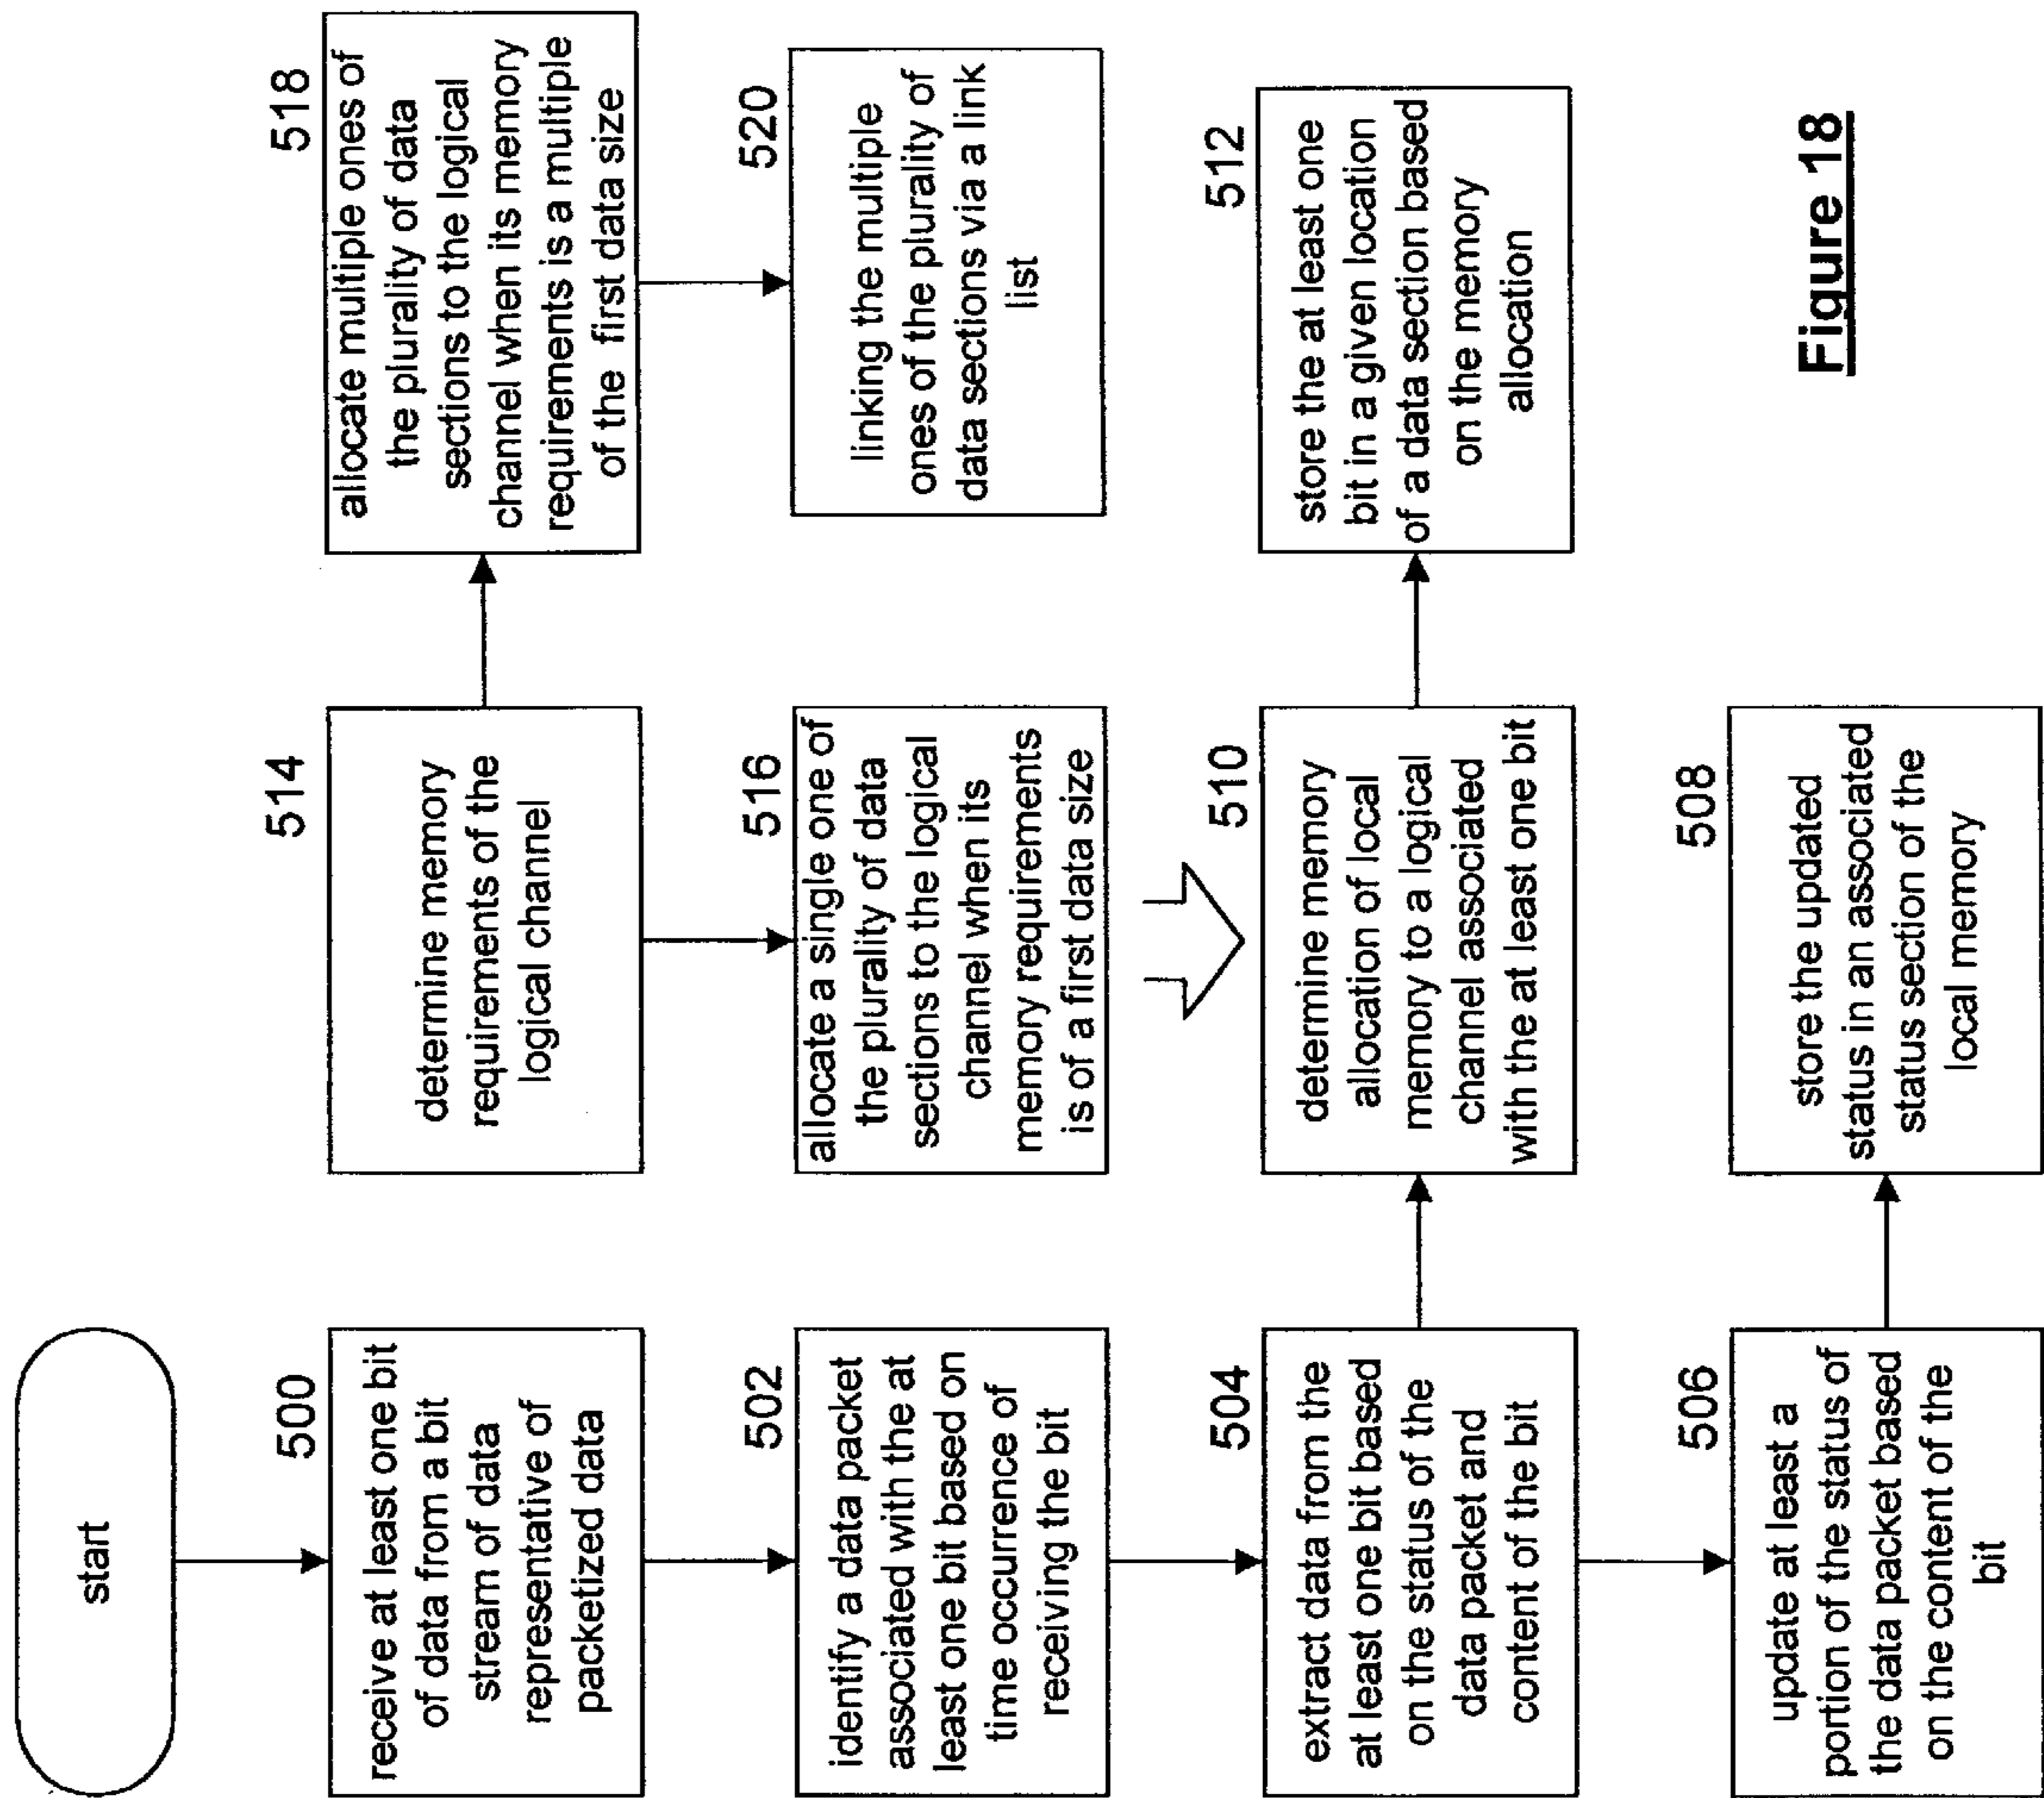 start
500
receive at least one bit
of data from a bit
stream of data
representative of
packetized data
502
identify a data packet
associated with the at
least one bit based on
time occurrence of
receiving the bit
504
extract data from the
at least one bit based
on the status of the
data packet and
content of the bit
506
update at least a
portion of the status of
the data packet based
on the content of the
bit
514
determine memory
requirements of the
logical channel
516
allocate a single one of
the plurality of data
sections to the logical
channel when its
memory requirements
is of a first data size
510
determine memory
allocation of local
memory to a logical
channel associated
with the at least one bit
508
store the updated
status in an associated
status section of the
local memory
518
allocate multiple ones of
the plurality of data
sections to the logical
channel when its memory
requirements is a multiple
of the first data size
520
linking the multiple
ones of the plurality of
data sections via a link
list
512
store the at least one
bit in a given location
of a data section based
on the memory
allocation
Figure 18